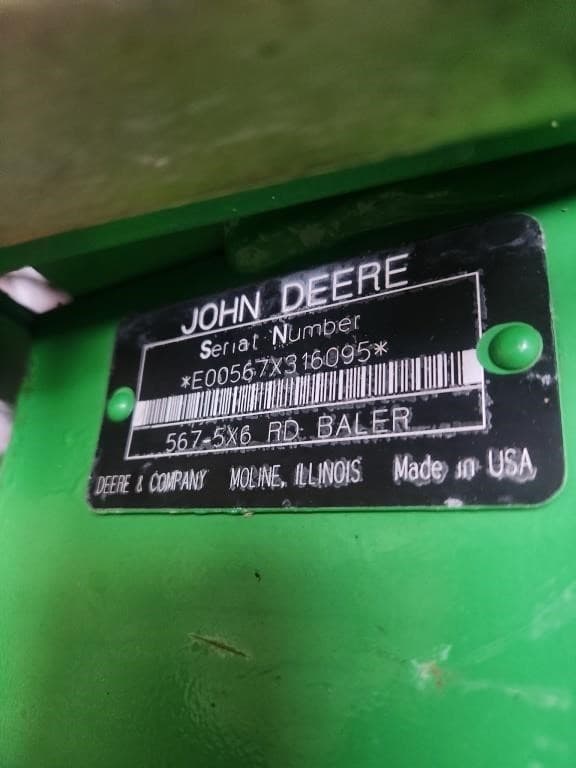 JOHN DEERE
Serial Number
*E00567X316095*
567-5X6 RD BALER
DEERE & COMPANY MOLINE, ILLINOIS Made in USA